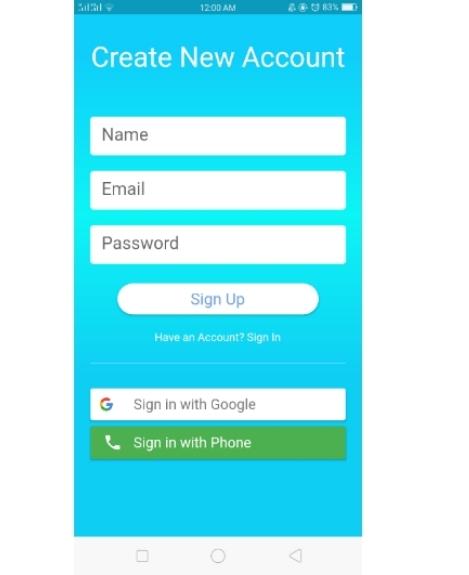 12:00 AM
83%
Create New Account
Name
Email
Password
Sign Up
Have an Account? Sign In
Sign in with Google
Sign in with Phone